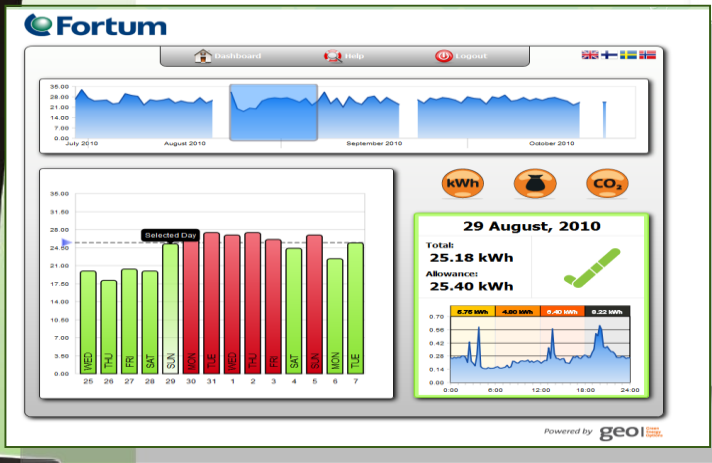 Fortum
Dashboard Help Logout
35.00
28.00
21.00
14.00
7.00
0.00
July 2010 August 2010 September 2010 October 2010
kWh CO₂
35.00
31.50
28.00
24.50
21.00
17.50
14.00
10.50
7.00
3.50
0.00
Selected Day
WED THU FRI SAT SUN MON TUE WED THU FRI SAT SUN MON TUE
25 26 27 28 29 30 31 1 2 3 4 5 6 7
29 August, 2010
Total:
25.18 kWh
Allowance:
25.40 kWh
5.75 kWh 4.80 kWh 6.40 kWh 8.22 kWh
0.70
0.56
0.42
0.28
0.14
0.00
0:00 6:00 12:00 18:00 24:00
Powered by geo